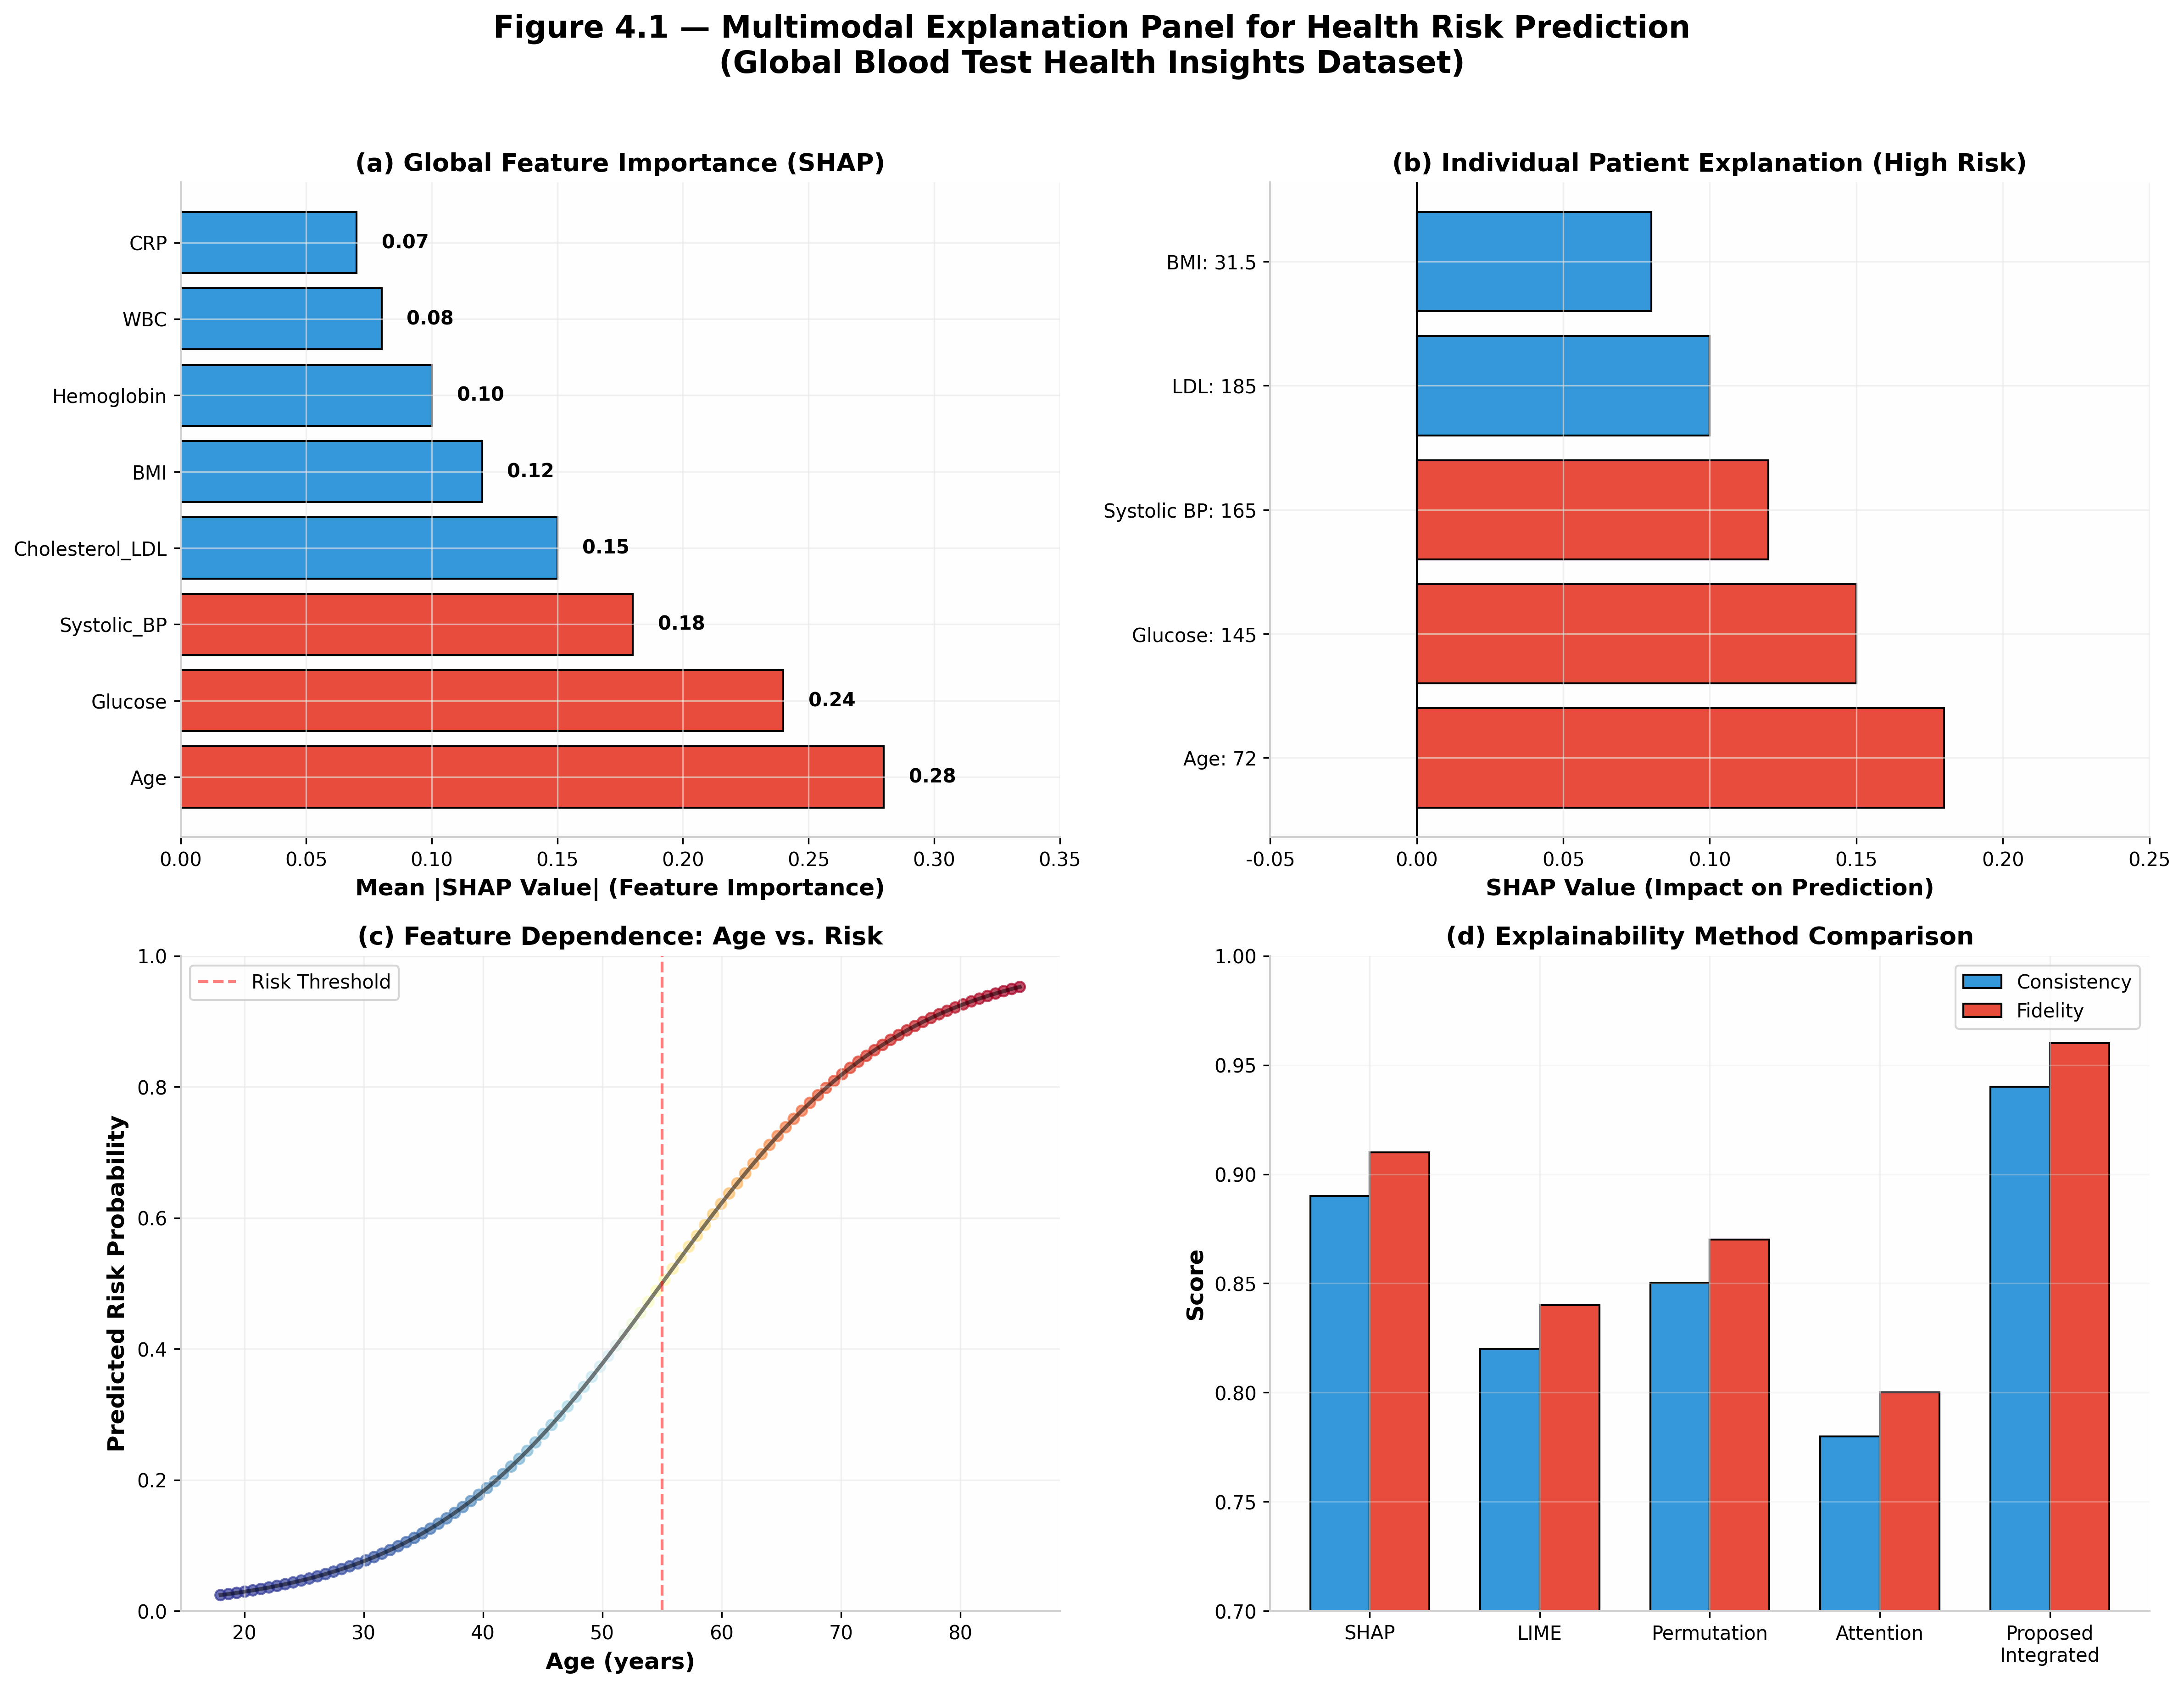 Figure 4.1 — Multimodal Explanation Panel for Health Risk Prediction
(Global Blood Test Health Insights Dataset)
(a) Global Feature Importance (SHAP)
CRP
0.07
WBC
0.08
Hemoglobin
0.10
BMI
0.12
Cholesterol_LDL
0.15
Systolic_BP
0.18
Glucose
0.24
Age
0.28
0.00 0.05 0.10 0.15 0.20 0.25 0.30 0.35
Mean |SHAP Value| (Feature Importance)
(b) Individual Patient Explanation (High Risk)
BMI: 31.5
LDL: 185
Systolic BP: 165
Glucose: 145
Age: 72
-0.05 0.00 0.05 0.10 0.15 0.20 0.25
SHAP Value (Impact on Prediction)
(c) Feature Dependence: Age vs. Risk
Risk Threshold
Predicted Risk Probability
1.0
0.8
0.6
0.4
0.2
0.0
20 30 40 50 60 70 80
Age (years)
(d) Explainability Method Comparison
Consistency
Fidelity
Score
1.00
0.95
0.90
0.85
0.80
0.75
0.70
SHAP LIME Permutation Attention Proposed
Integrated